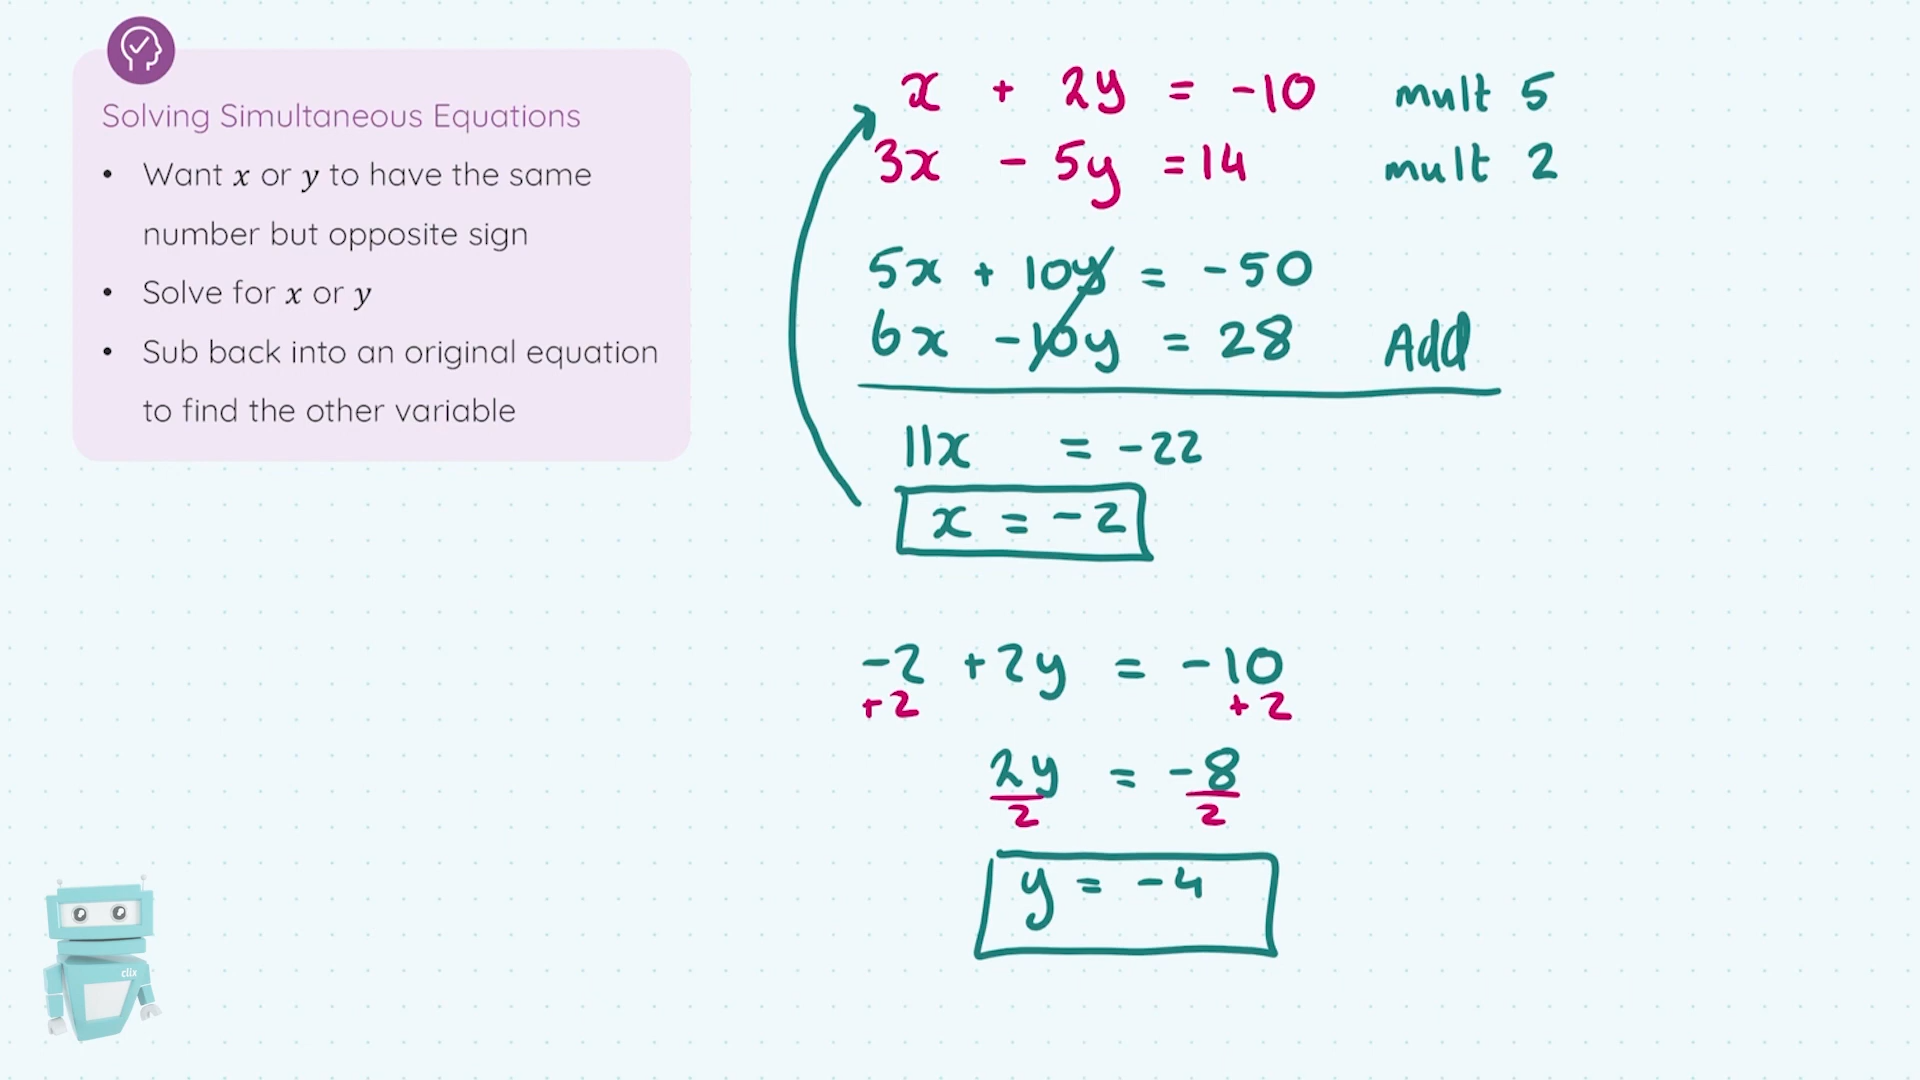 Solving Simultaneous Equations
• Want x or y to have the same
number but opposite sign
• Solve for x or y
• Sub back into an original equation
to find the other variable
x + 2y = -10 mult 5
3x - 5y = 14 mult 2
5x + 10y = -50
6x - 10y = 28 Add
11x = -22
x = -2
-2 + 2y = -10
+2 +2
2y = -8
2 2
y = -4
clix